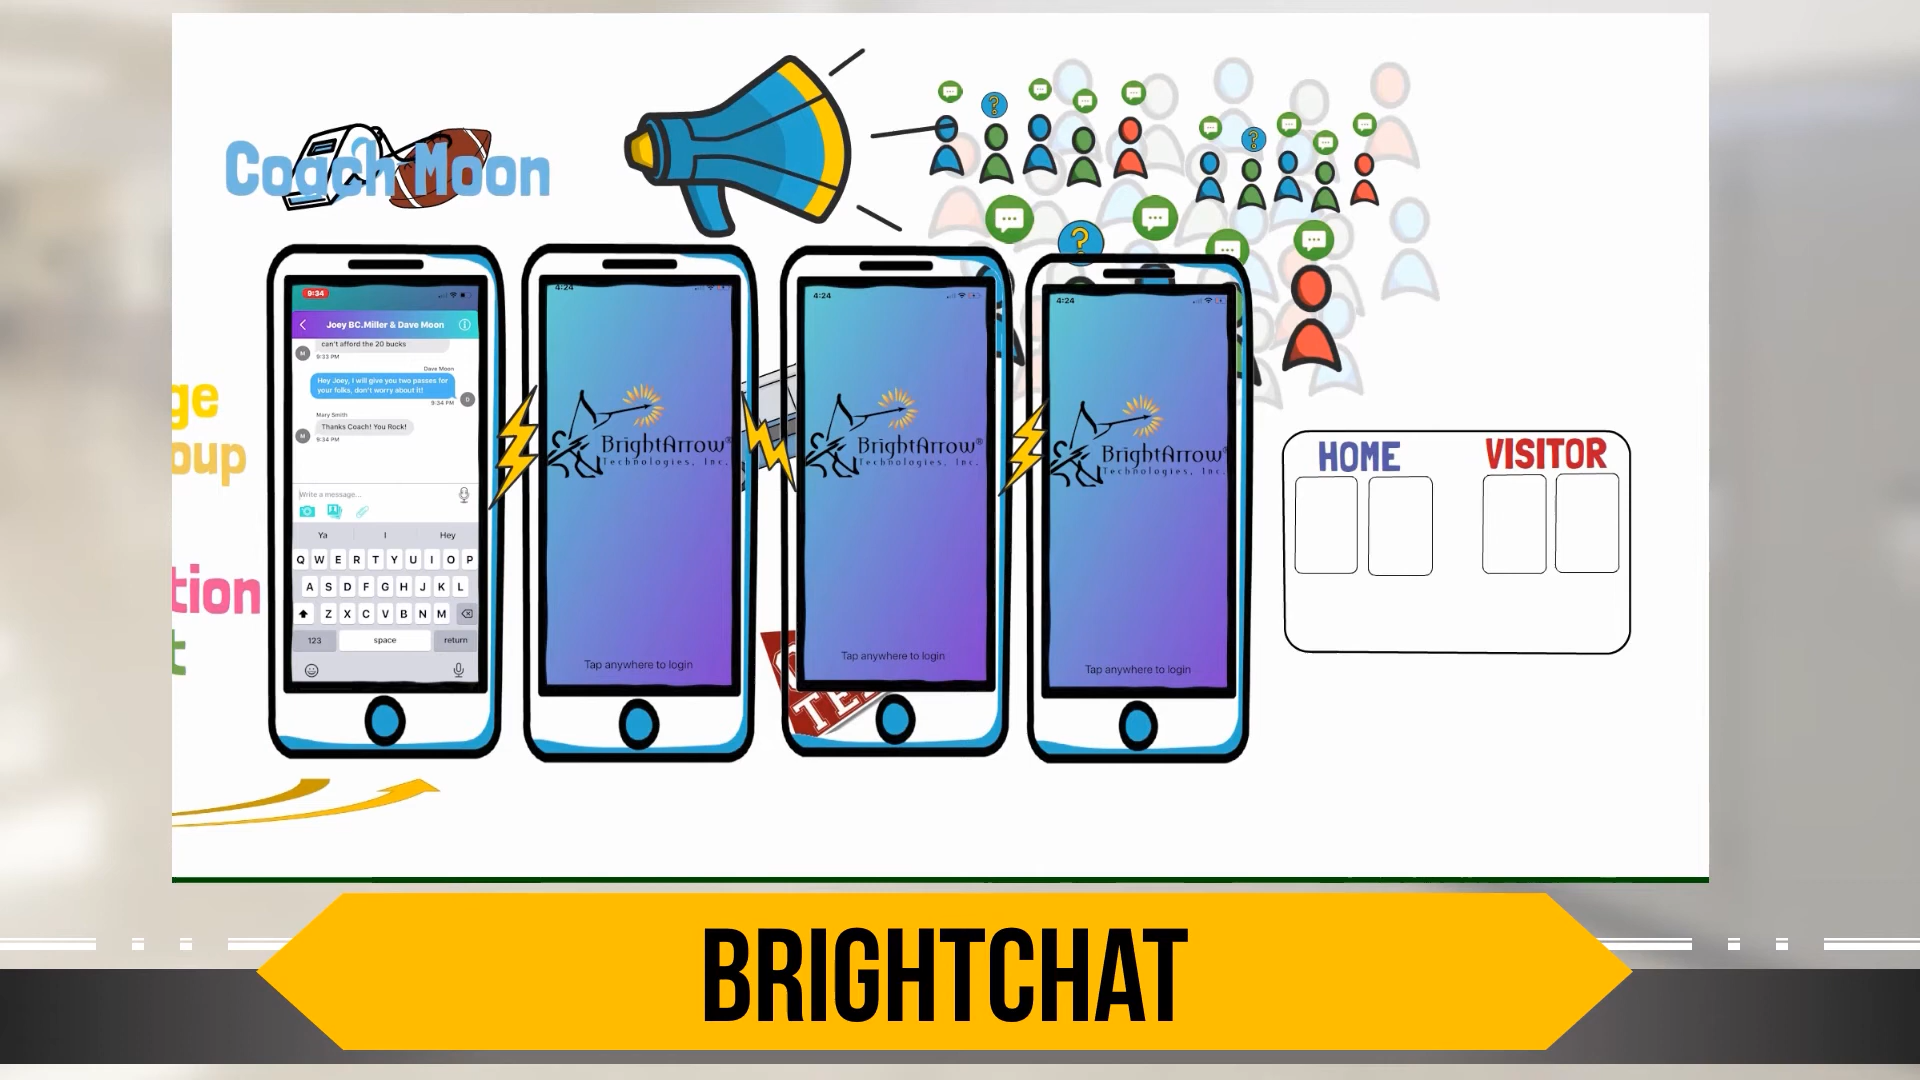 Coach Moon
ge
oup
tion
t
9:34
Joey BC.Miller & Dave Moon
can't afford the 20 bucks
M
9:33 PM
Dave Moon
Hey Joey, I will give you two passes for
your folks, don't worry about it!
D
9:34 PM
Mary Smith
Thanks Coach! You Rock!
M
9:34 PM
Write a message...
Ya I Hey
Q W E R T Y U I O P
A S D F G H J K L
Z X C V B N M
123 space return
4:24
BrightArrow®
Technologies, Inc.
Tap anywhere to login
4:24
BrightArrow®
Technologies, Inc.
Tap anywhere to login
4:24
BrightArrow®
Technologies, Inc.
Tap anywhere to login
HOME VISITOR
BRIGHTCHAT